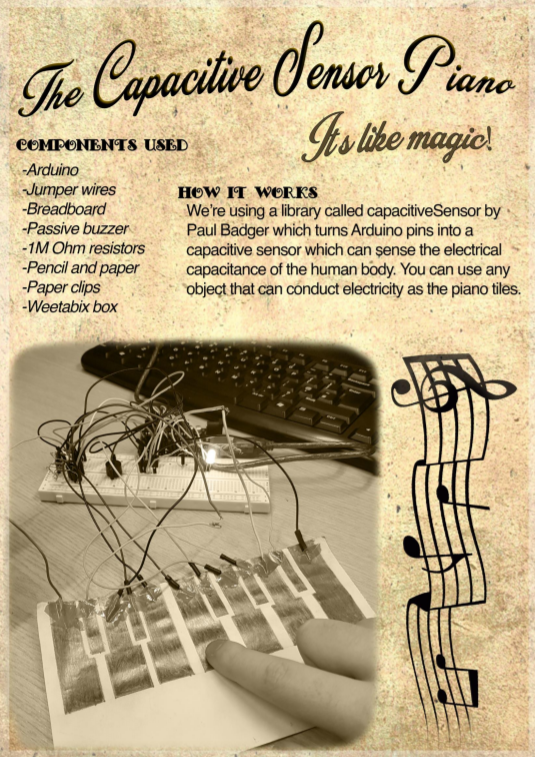 The Capacitive Sensor Piano
It's like magic!
COMPONENTS USED
-Arduino
-Jumper wires
-Breadboard
-Passive buzzer
-1M Ohm resistors
-Pencil and paper
-Paper clips
-Weetabix box
HOW IT WORKS
We're using a library called capacitiveSensor by
Paul Badger which turns Arduino pins into a
capacitive sensor which can sense the electrical
capacitance of the human body. You can use any
object that can conduct electricity as the piano tiles.